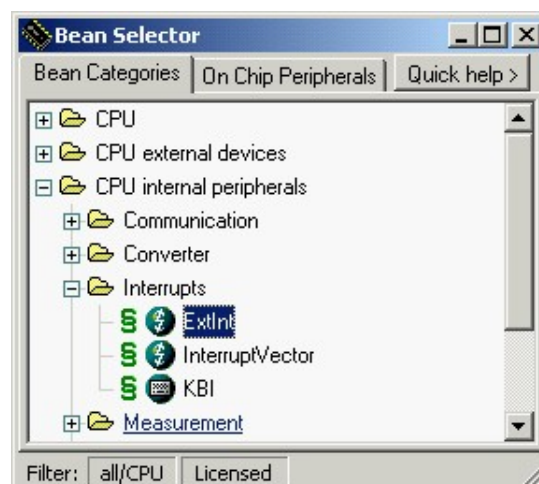 Bean Selector
Bean Categories On Chip Peripherals Quick help >
CPU
CPU external devices
CPU internal peripherals
Communication
Converter
Interrupts
ExtInt
InterruptVector
KBI
Measurement
Filter: all/CPU Licensed